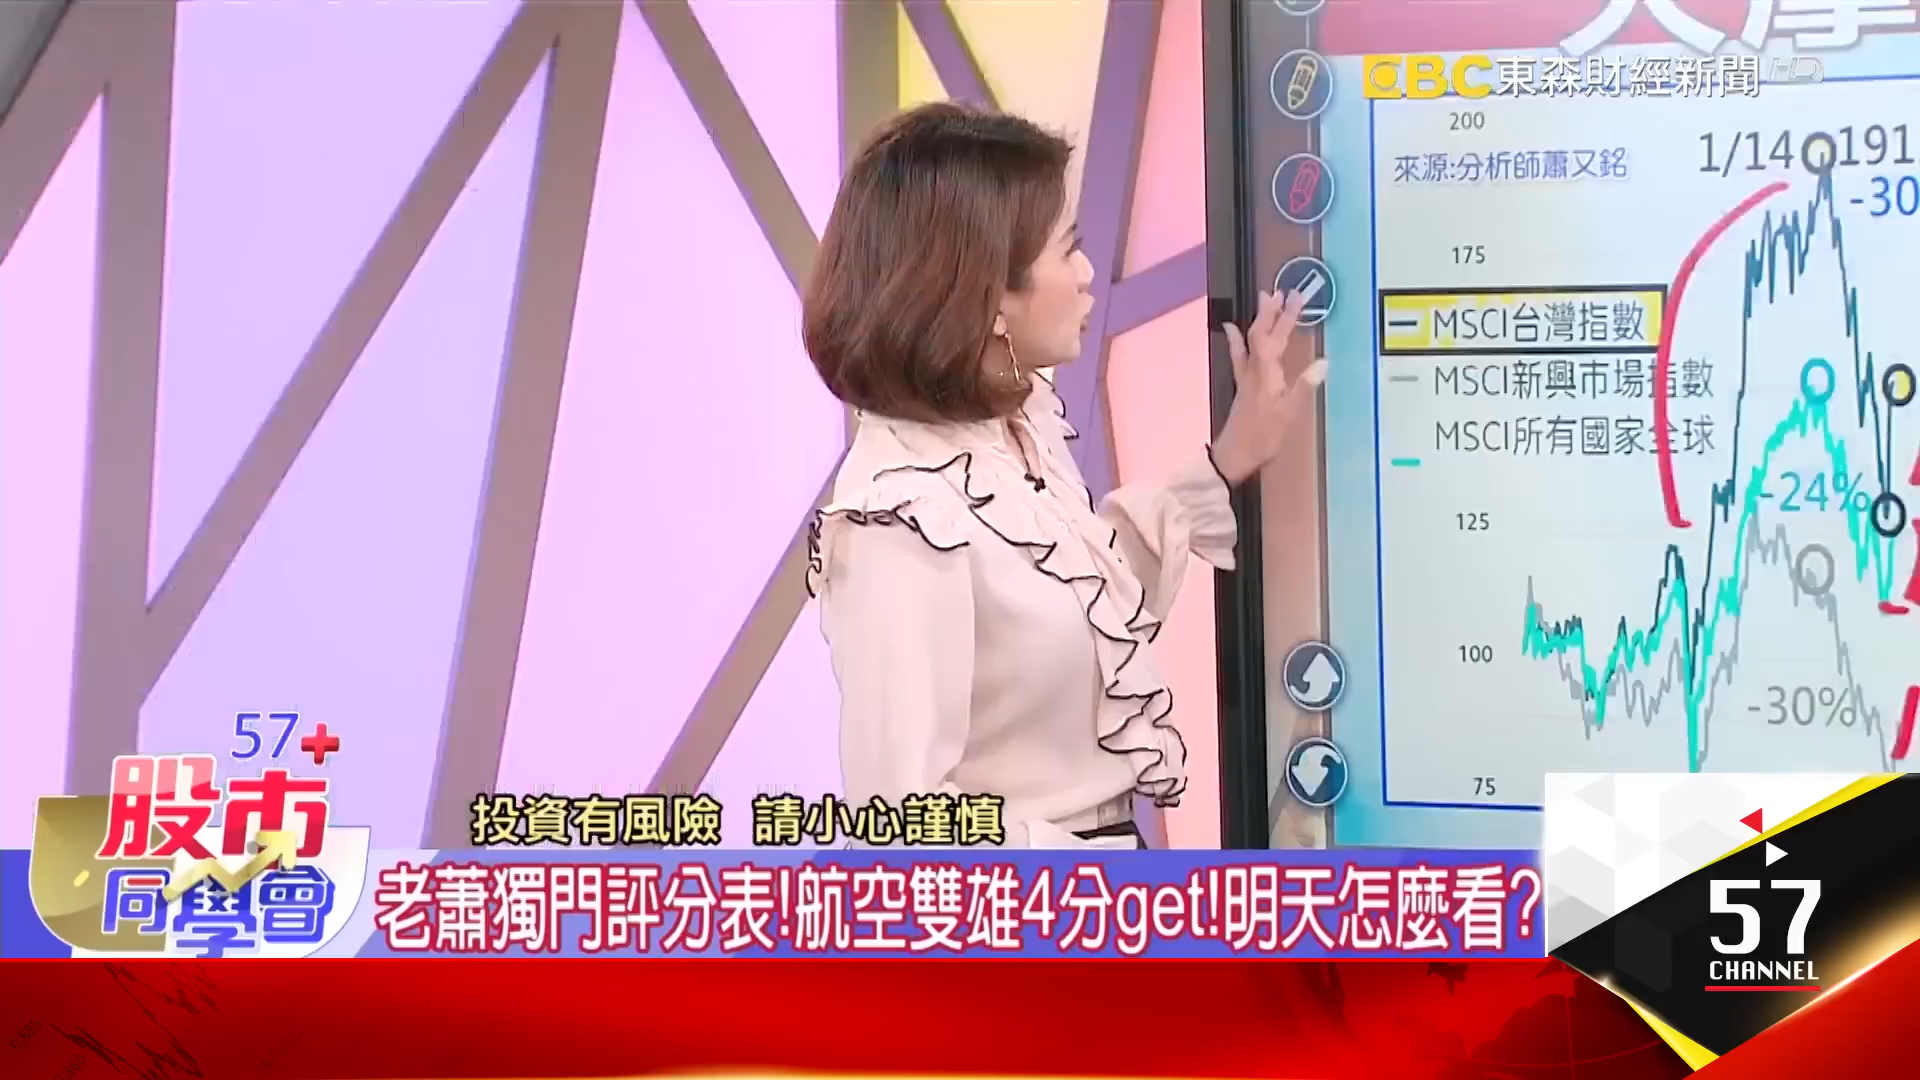 大摩
EBC東森財經新聞HD
200
來源:分析師蕭又銘
1/14
191
-30
175
MSCI台灣指數
MSCI新興市場指數
MSCI所有國家全球
-24%
125
100
-30%
75
57+
股市
同學會
投資有風險 請小心謹慎
老蕭獨門評分表!航空雙雄4分get!明天怎麼看?
57
CHANNEL